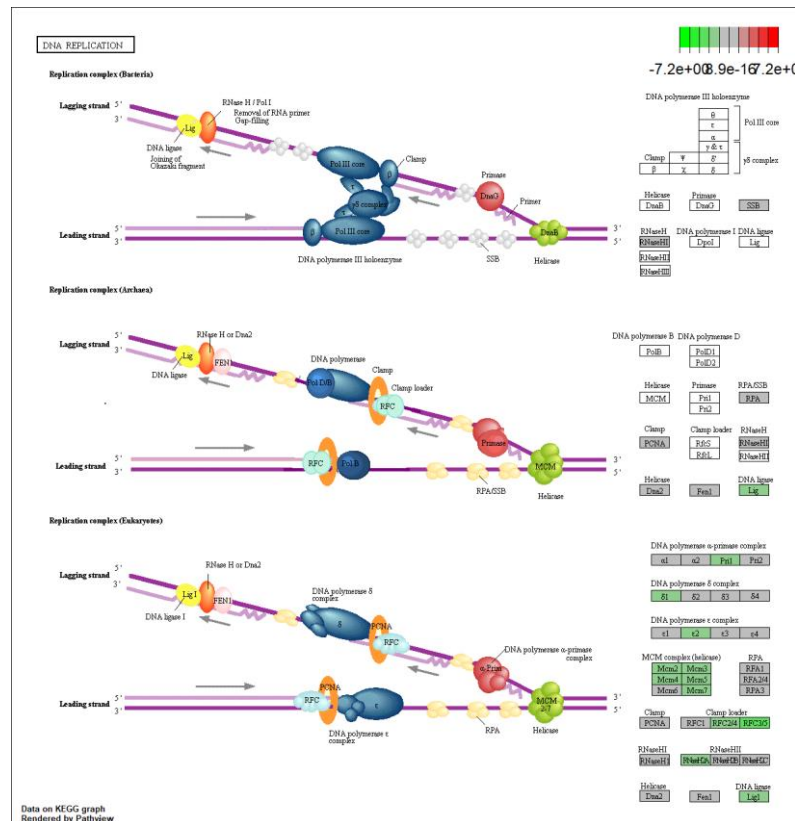 DNA REPLICATION
-7.2e+00 8.9e-16 7.2e+0
Replication complex (Bacteria)
Lagging strand 5' 3'
RNase H / Pol I
Removal of RNA primer
Gap-filling
Lig
DNA ligase
Joining of
Okazaki fragment
Pol III core
β
Clamp
τ
γδ complex
τ
Primase
DnaG
Primer
Leading strand 5' 3'
β
Pol III core
DnaB
3'
5'
DNA polymerase III holoenzyme
SSB
Helicase
DNA polymerase III holoenzyme
θ
ε
α
Pol III core
γ & τ
Clamp Ψ δ'
β χ δ
γδ complex
Helicase Primase
DnaB DnaG SSB
RNaseH DNA polymerase I DNA ligase
RNaseHI DpoI Lig
RNaseHII
RNaseHIII
Replication complex (Archaea)
Lagging strand 5' 3'
RNase H or Dna2
Lig
FEN1
DNA ligase
DNA polymerase
Pol D/B
Clamp
Clamp loader
RFC
Primase
Leading strand 5' 3'
RFC
Pol B
MCM
3'
5'
RPA/SSB
Helicase
DNA polymerase B DNA polymerase D
PolB PolD1
PolD2
Helicase Primase RPA/SSB
MCM Pri1 RPA
Pri2
Clamp Clamp loader RNaseH
PCNA RfcS RNaseHI
RfcL RNaseHII
Helicase DNA ligase
Dna2 Fen1 Lig
Replication complex (Eukaryotes)
Lagging strand 5' 3'
RNase H or Dna2
Lig I
FEN1
DNA ligase I
DNA polymerase δ
complex
δ
PCNA
RFC
DNA polymerase α-primase
complex
α-Prim
Leading strand 5' 3'
RFC
PCNA
ε
MCM
2/7
3'
5'
DNA polymerase ε
complex
RPA
Helicase
DNA polymerase α-primase complex
α1 α2 Pri1 Pri2
DNA polymerase δ complex
δ1 δ2 δ3 δ4
DNA polymerase ε complex
ε1 ε2 ε3 ε4
MCM complex (helicase) RPA
Mcm2 Mcm3 RPA1
Mcm4 Mcm5 RFA2/4
Mcm6 Mcm7 RPA3
Clamp Clamp loader
PCNA RFC1 RFC2/4 RFC3/5
RNaseHI RNaseHII
RNaseH1 RNaseH2A RNaseH2B RNaseH2C
Helicase DNA ligase
Dna2 Fen1 Lig1
Data on KEGG graph
Rendered by Pathview